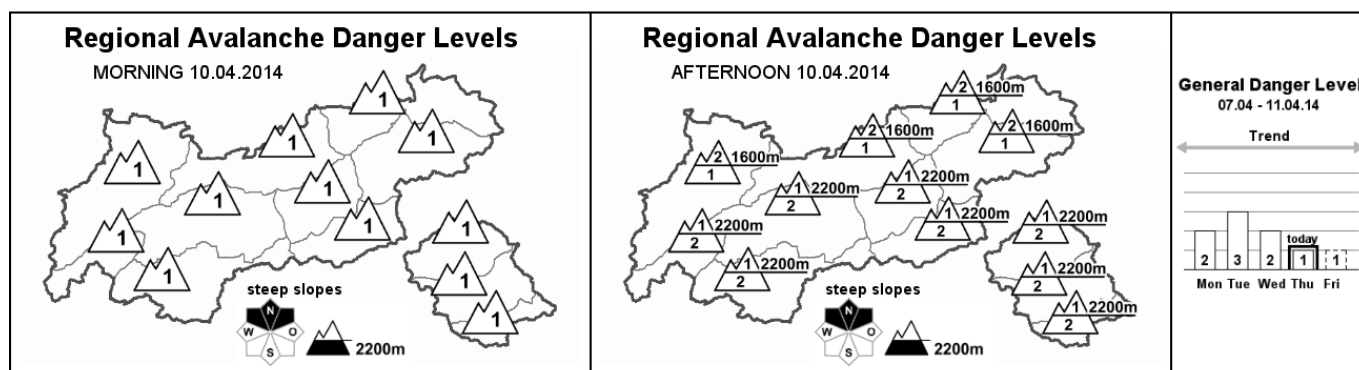 Regional Avalanche Danger Levels
MORNING 10.04.2014
1
1
1
1
1
1
1
1
1
1
1
1
steep slopes
N
W O
S
2200m
Regional Avalanche Danger Levels
AFTERNOON 10.04.2014
2 1600m
1
2 1600m
1
2 1600m
1
2 1600m
1
1 2200m
2
1 2200m
2
1 2200m
2
1 2200m
2
1 2200m
2
1 2200m
2
1 2200m
2
1 2200m
2
steep slopes
N
W O
S
2200m
General Danger Level
07.04 - 11.04.14
Trend
today
2 3 2 1 1
Mon Tue Wed Thu Fri